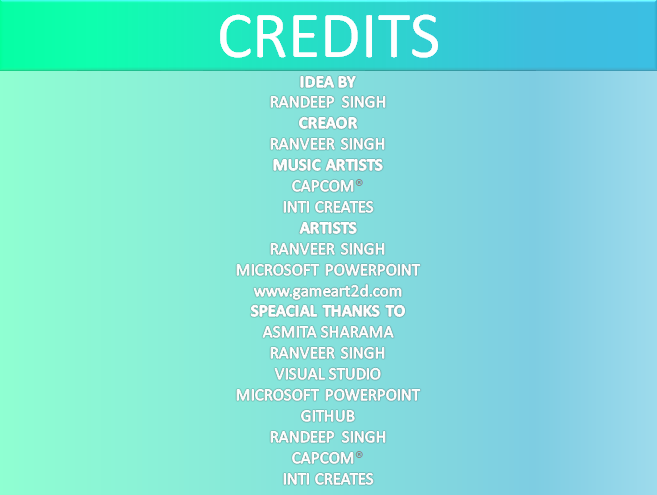 CREDITS
IDEA BY
RANDEEP SINGH
CREAOR
RANVEER SINGH
MUSIC ARTISTS
CAPCOM®
INTI CREATES
ARTISTS
RANVEER SINGH
MICROSOFT POWERPOINT
www.gameart2d.com
SPEACIAL THANKS TO
ASMITA SHARAMA
RANVEER SINGH
VISUAL STUDIO
MICROSOFT POWERPOINT
GITHUB
RANDEEP SINGH
CAPCOM®
INTI CREATES